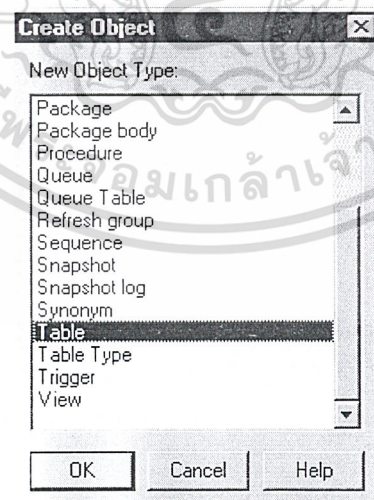 Create Object
New Object Type:
Package
Package body
Procedure
Queue
Queue Table
Refresh group
Sequence
Snapshot
Snapshot log
Synonym
Table
Table Type
Trigger
View
OK Cancel Help